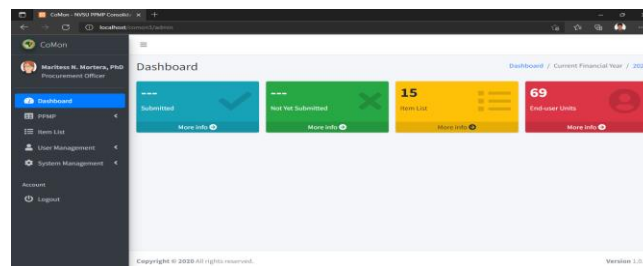 CoMon - NVSU PPMP Consolid
localhost/comon3/admin
CoMon
Maritess N. Mortera, PhD
Procurement Officer
Dashboard
PPMP
Item List
User Management
System Management
Account
Logout
Dashboard
Dashboard / Current Financial Year / 202
---
Submitted
More info
---
Not Yet Submitted
More info
15
Item List
More info
69
End-user Units
More info
Copyright © 2020 All rights reserved.
Version 1.0